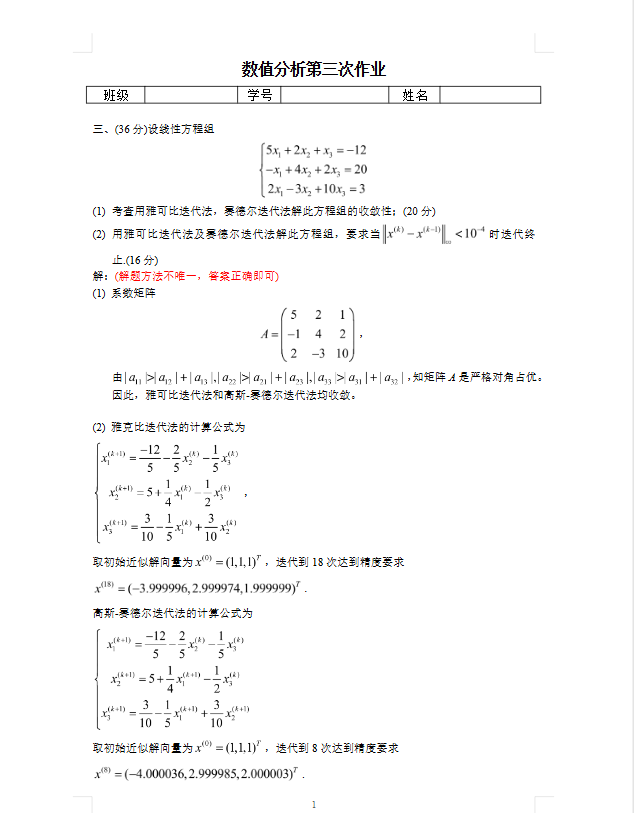 数值分析第三次作业
班级 学号 姓名
三、(36分)设线性方程组
5x₁ + 2x₂ + x₃ = −12
−x₁ + 4x₂ + 2x₃ = 20
2x₁ − 3x₂ + 10x₃ = 3
(1) 考查用雅可比迭代法，赛德尔迭代法解此方程组的收敛性；(20分)
(2) 用雅可比迭代法及赛德尔迭代法解此方程组，要求当‖x⁽ᵏ⁾ − x⁽ᵏ⁻¹⁾‖∞ < 10⁻⁴ 时迭代终
止.(16分)
解：(解题方法不唯一，答案正确即可)
(1) 系数矩阵
A = (5 2 1
−1 4 2
2 −3 10)，
由| a₁₁ |>| a₁₂ | + | a₁₃ |,| a₂₂ |>| a₂₁ | + | a₂₃ |,| a₃₃ |>| a₃₁ | + | a₃₂ |，知矩阵 A 是严格对角占优。
因此，雅可比迭代法和高斯-赛德尔迭代法均收敛。
(2) 雅克比迭代法的计算公式为
x₁⁽ᵏ⁺¹⁾ = −12/5 − 2/5 x₂⁽ᵏ⁾ − 1/5 x₃⁽ᵏ⁾
x₂⁽ᵏ⁺¹⁾ = 5 + 1/4 x₁⁽ᵏ⁾ − 1/2 x₃⁽ᵏ⁾ ，
x₃⁽ᵏ⁺¹⁾ = 3/10 − 1/5 x₁⁽ᵏ⁾ + 3/10 x₂⁽ᵏ⁾
取初始近似解向量为 x⁽⁰⁾ = (1,1,1)ᵀ ，迭代到 18 次达到精度要求
x⁽¹⁸⁾ = (−3.999996, 2.999974,1.999999)ᵀ .
高斯-赛德尔迭代法的计算公式为
x₁⁽ᵏ⁺¹⁾ = −12/5 − 2/5 x₂⁽ᵏ⁾ − 1/5 x₃⁽ᵏ⁾
x₂⁽ᵏ⁺¹⁾ = 5 + 1/4 x₁⁽ᵏ⁺¹⁾ − 1/2 x₃⁽ᵏ⁾
x₃⁽ᵏ⁺¹⁾ = 3/10 − 1/5 x₁⁽ᵏ⁺¹⁾ + 3/10 x₂⁽ᵏ⁺¹⁾
取初始近似解向量为 x⁽⁰⁾ = (1,1,1)ᵀ ，迭代到 8 次达到精度要求
x⁽⁸⁾ = (−4.000036, 2.999985, 2.000003)ᵀ .
1